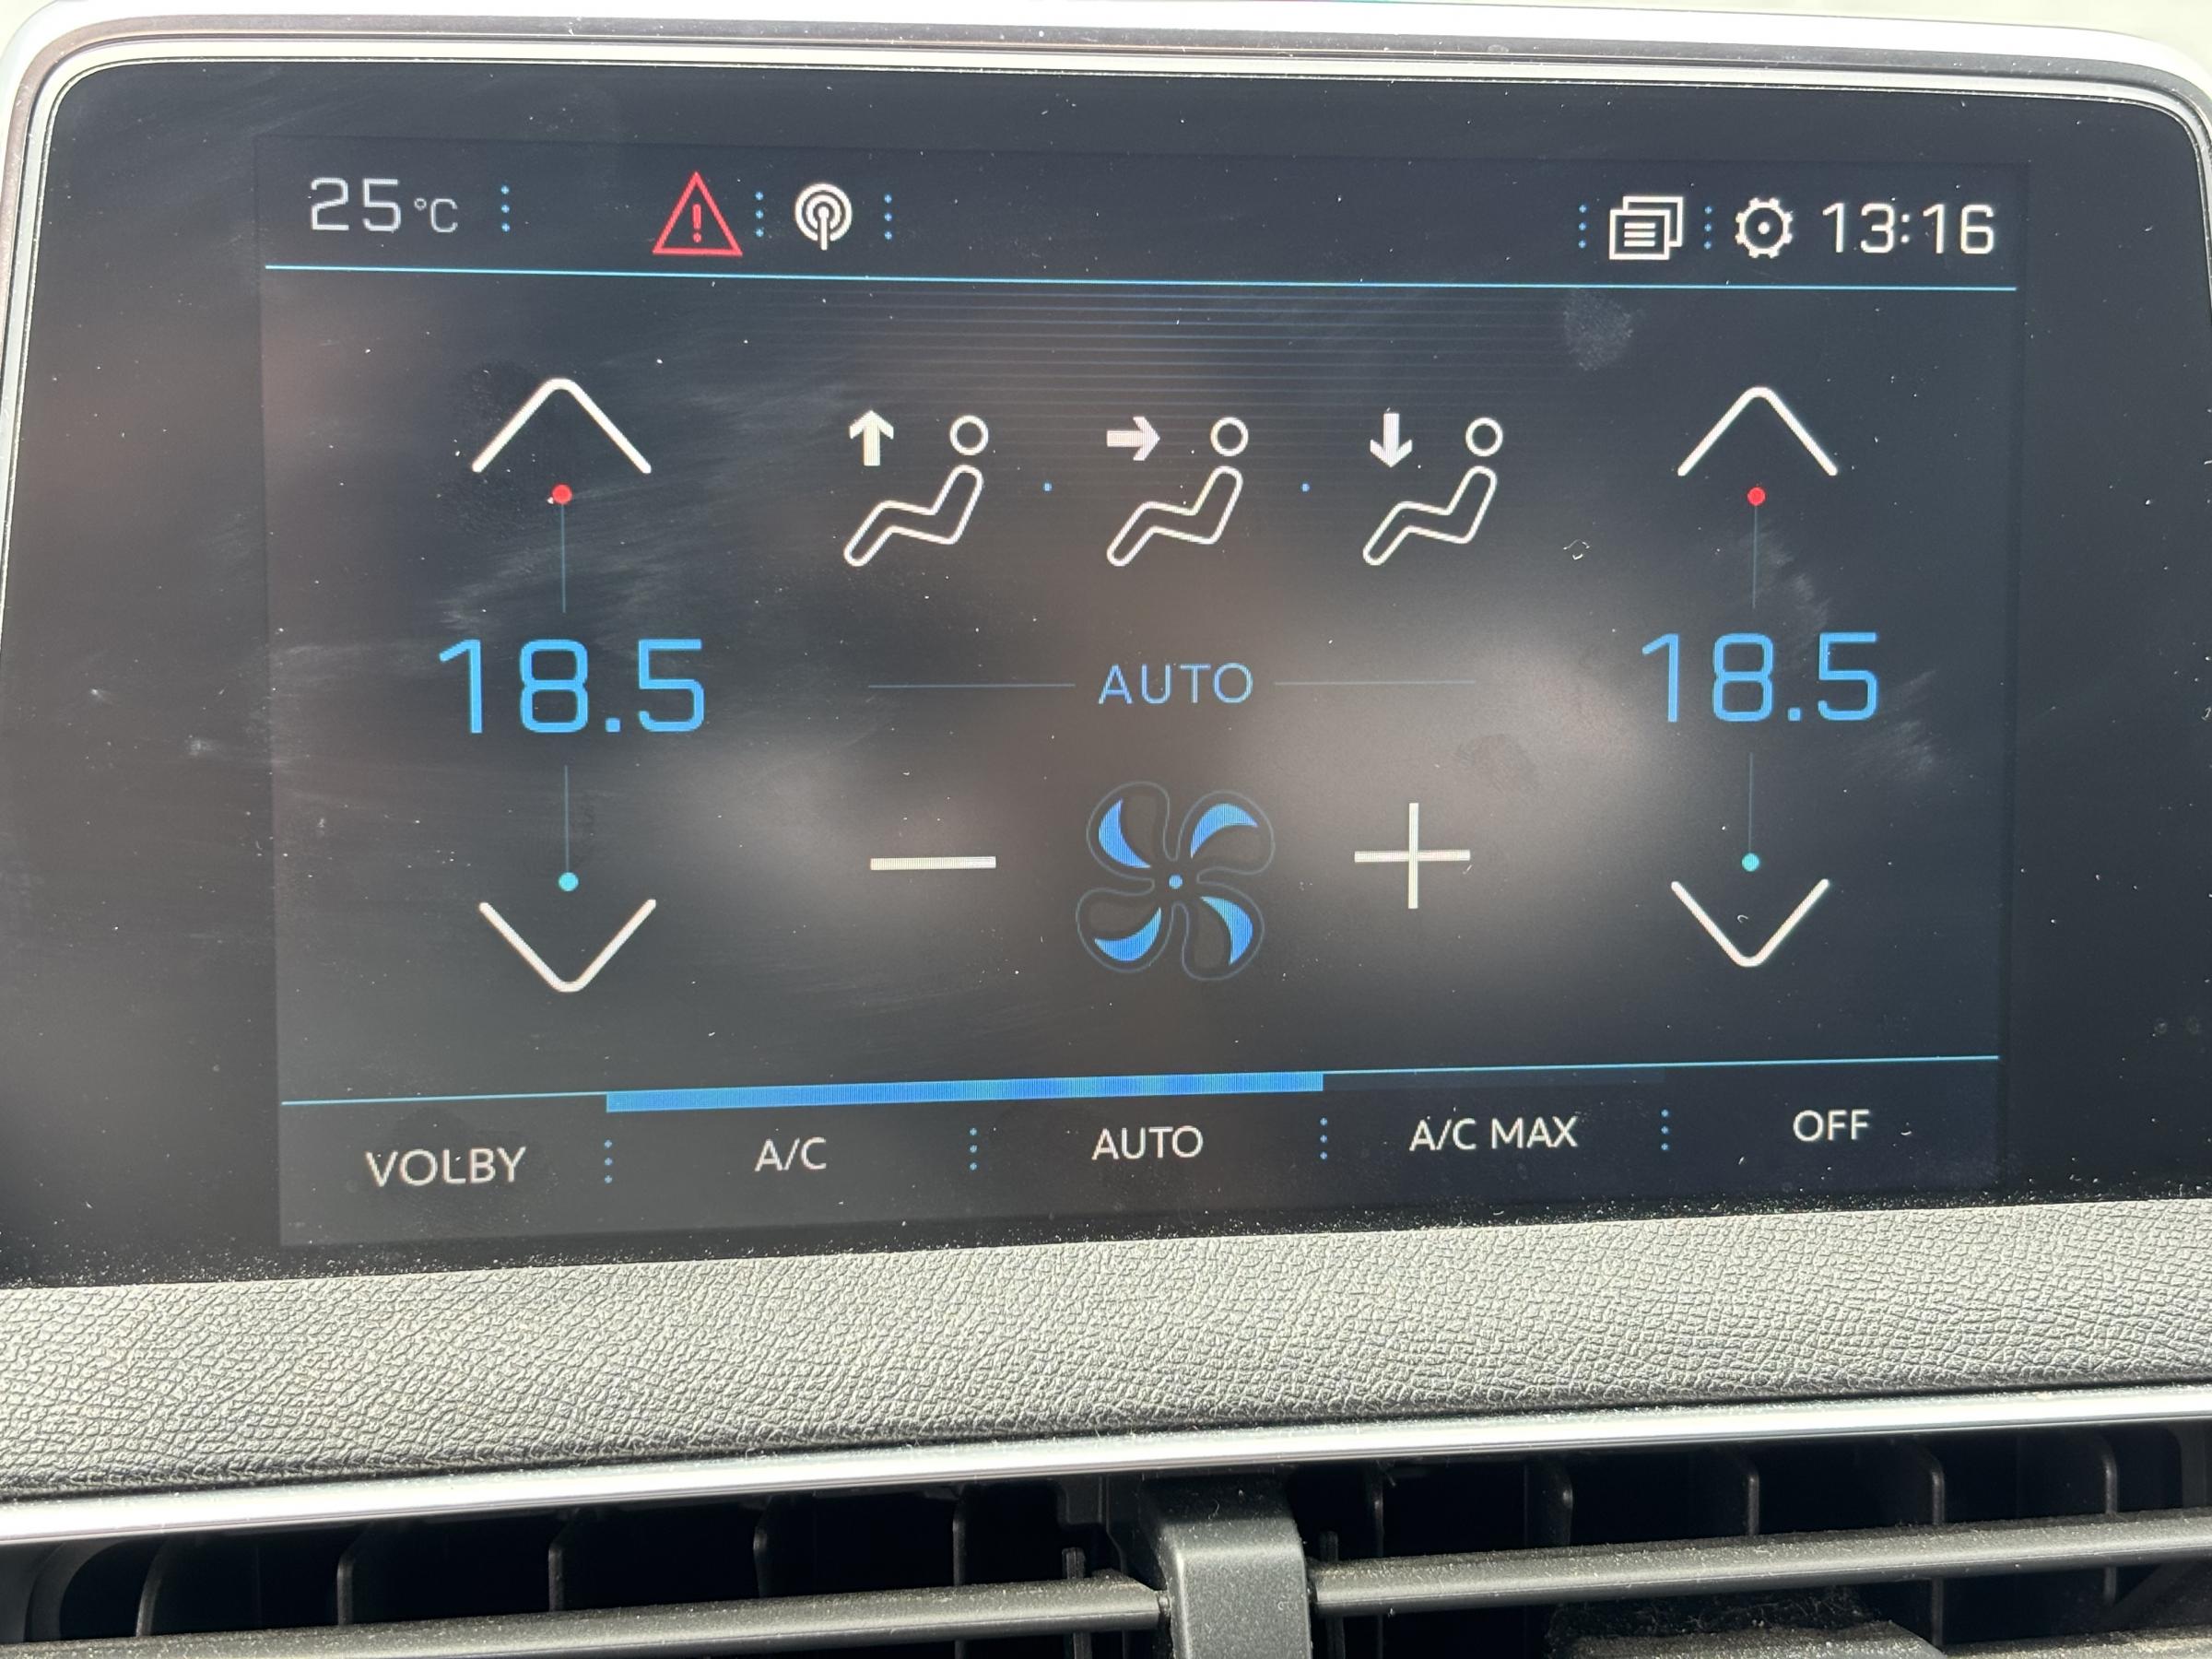 25 °C 13:16
18.5 AUTO 18.5
VOLBY A/C AUTO A/C MAX OFF